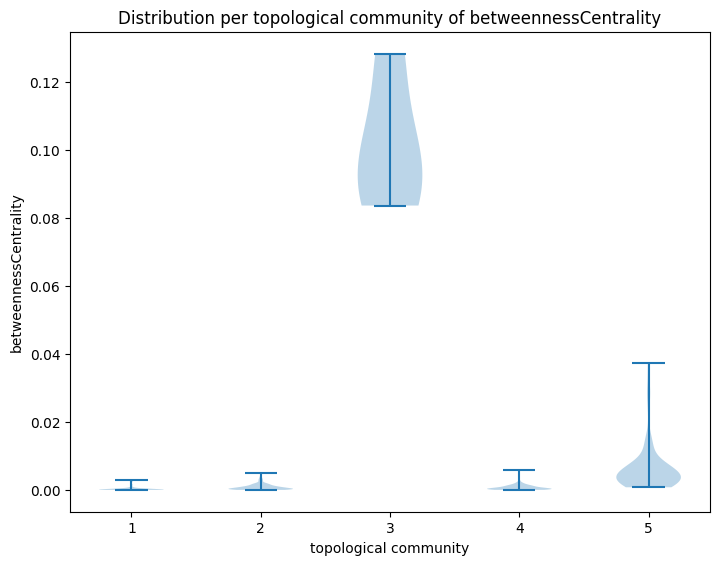 Distribution per topological community of betweennessCentrality
0.12
0.10
0.08
0.06
0.04
0.02
0.00
betweennessCentrality
1 2 3 4 5
topological community